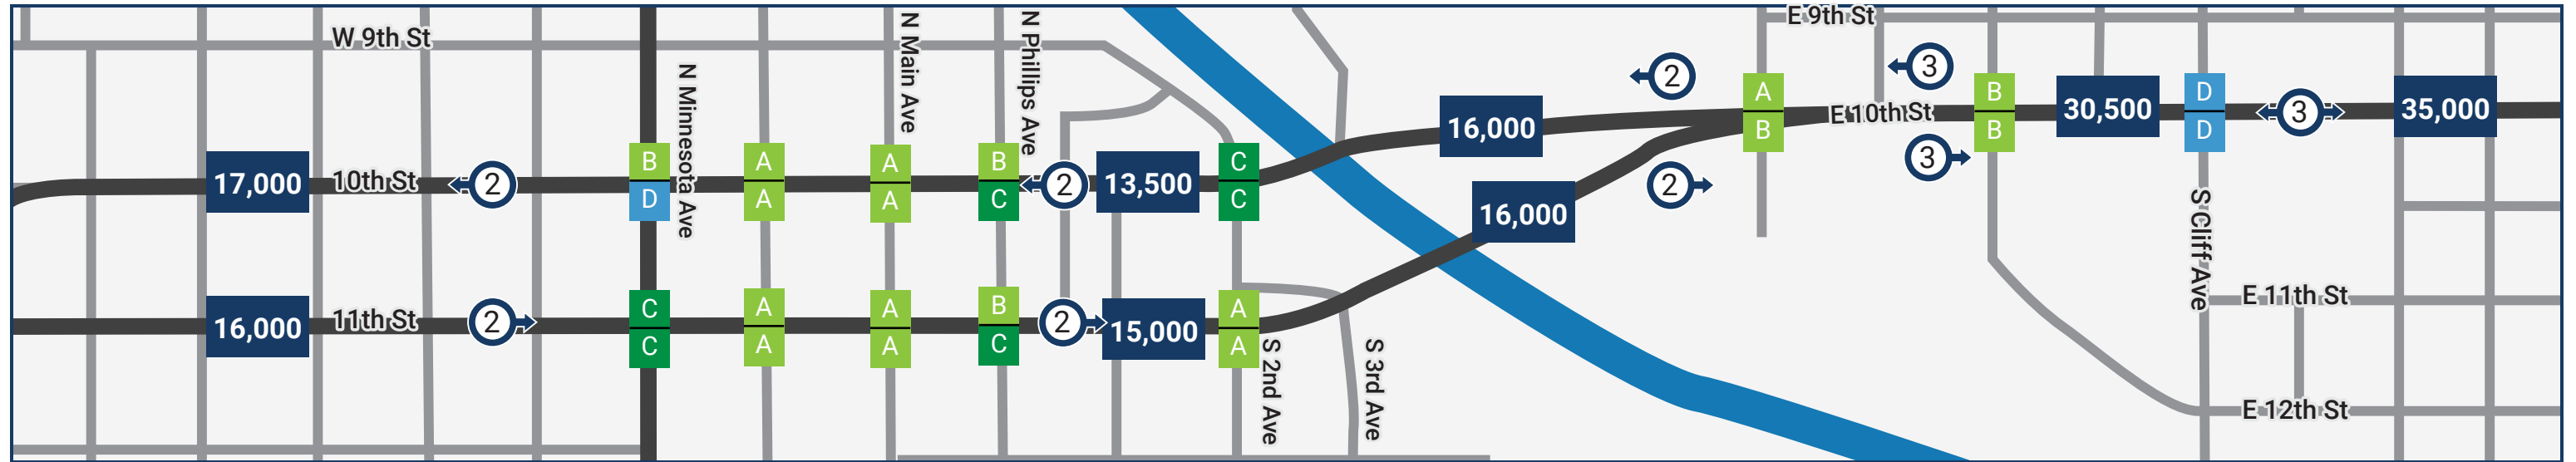 E 9th St
W 9th St
N Main Ave
N Phillips Ave
N Minnesota Ave
2
3
A
B
B
B
30,500
D
D
3
35,000
E 10th St
16,000
3
2
17,000
10th St
2
B
D
A
A
A
A
B
C
2
13,500
C
C
16,000
S Cliff Ave
16,000
11th St
2
C
C
A
A
A
A
B
C
2
15,000
A
A
S 2nd Ave
S 3rd Ave
E 11th St
E 12th St